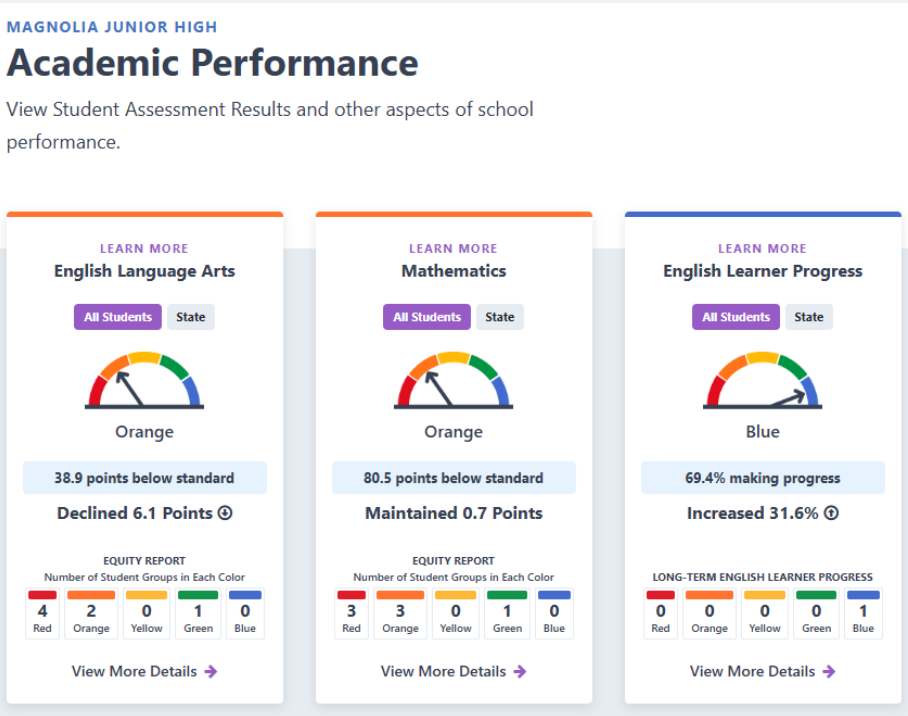 MAGNOLIA JUNIOR HIGH
Academic Performance
View Student Assessment Results and other aspects of school
performance.
LEARN MORE
English Language Arts
All Students State
Orange
38.9 points below standard
Declined 6.1 Points
EQUITY REPORT
Number of Student Groups in Each Color
4 2 0 1 0
Red Orange Yellow Green Blue
View More Details
LEARN MORE
Mathematics
All Students State
Orange
80.5 points below standard
Maintained 0.7 Points
EQUITY REPORT
Number of Student Groups in Each Color
3 3 0 1 0
Red Orange Yellow Green Blue
View More Details
LEARN MORE
English Learner Progress
All Students State
Blue
69.4% making progress
Increased 31.6%
LONG-TERM ENGLISH LEARNER PROGRESS
0 0 0 0 1
Red Orange Yellow Green Blue
View More Details